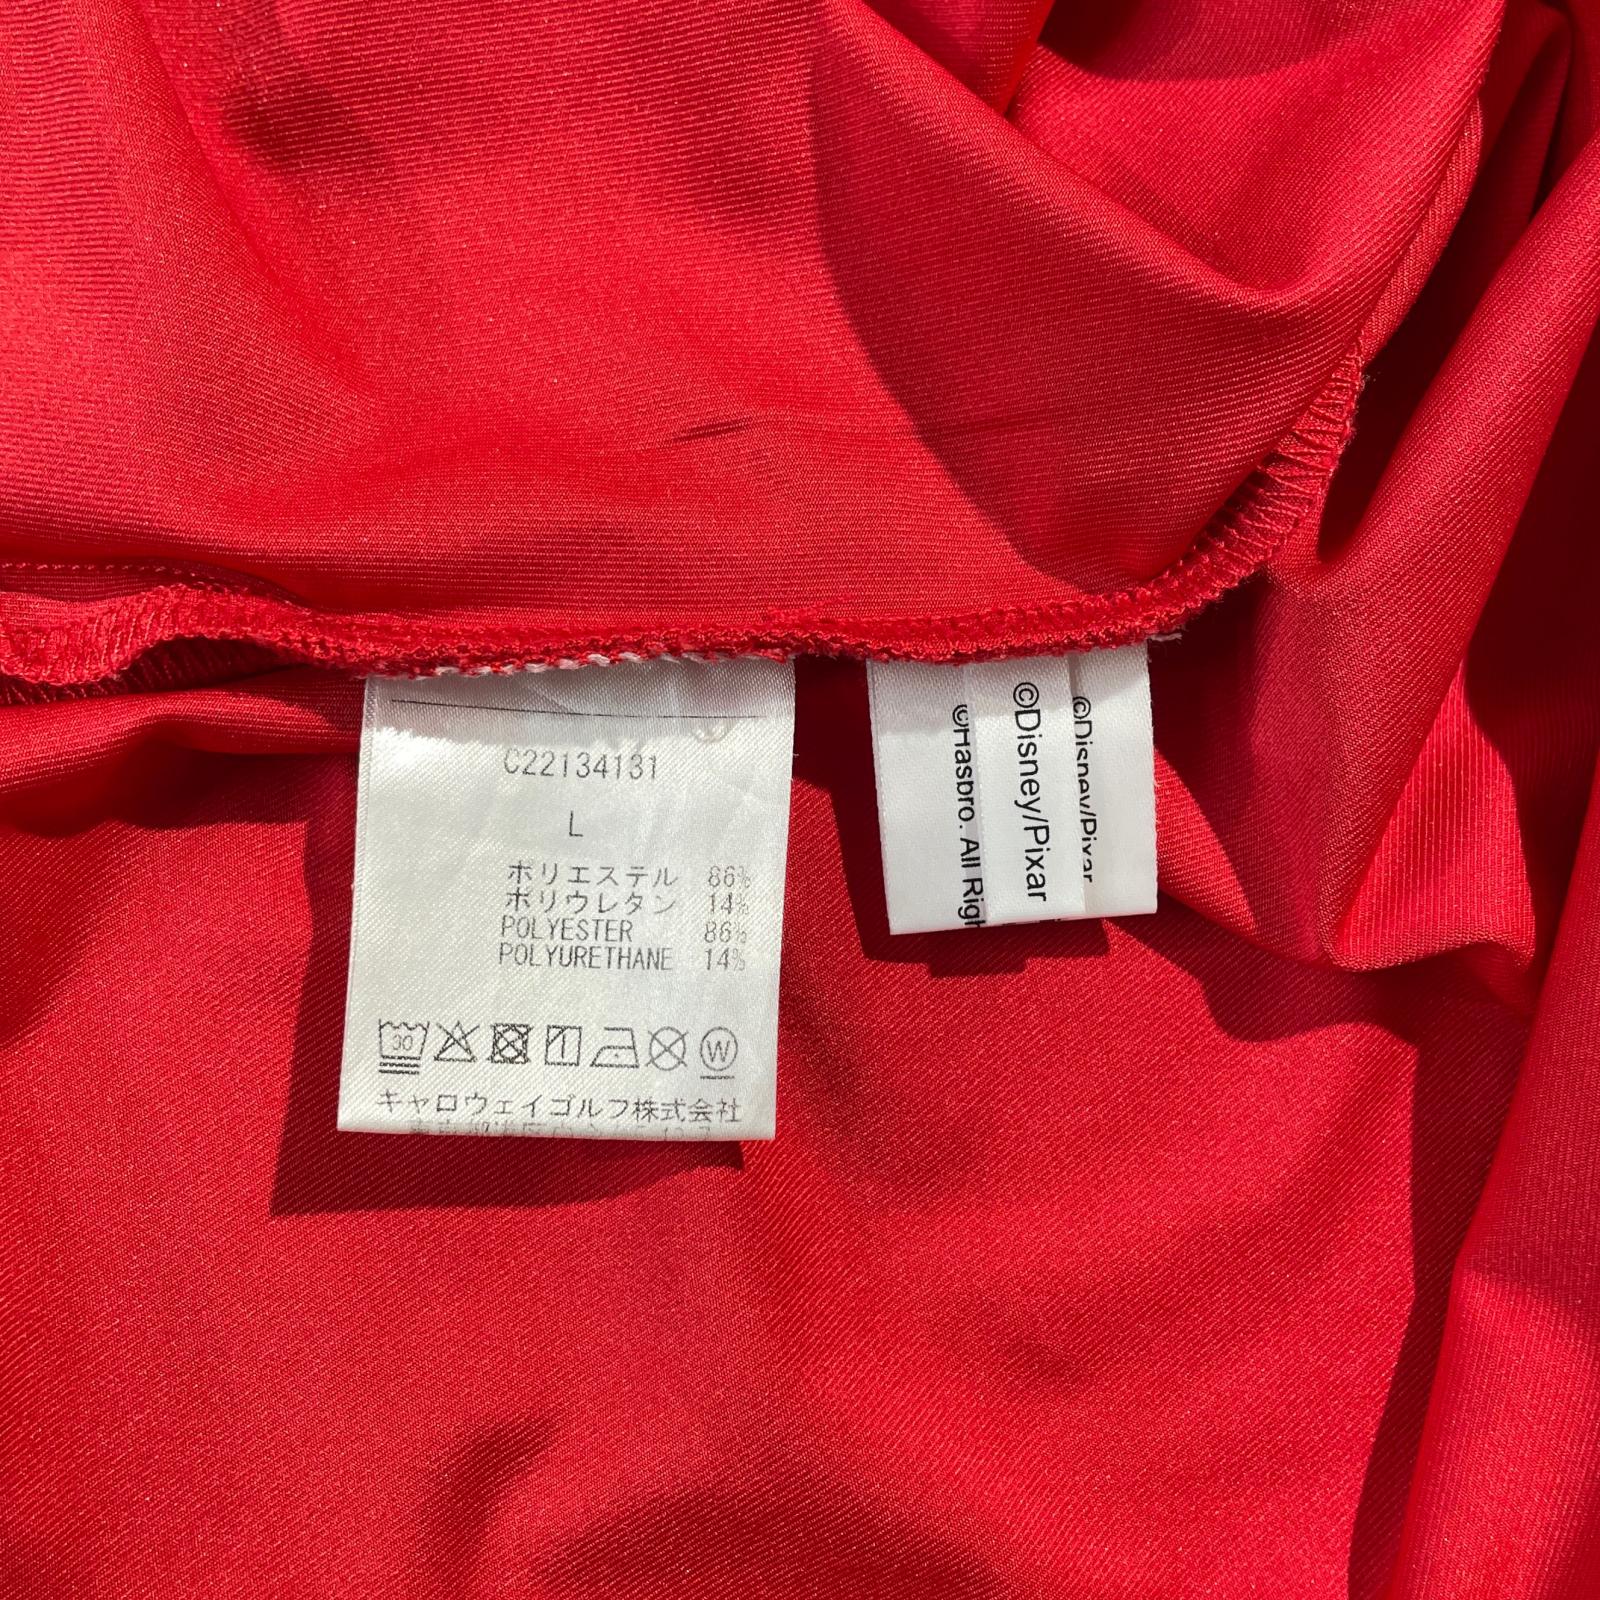 C22134131
L
ポリエステル 86%
ポリウレタン 14%
POLYESTER 86%
POLYURETHANE 14%
30
W
キャロウェイゴルフ株式会社
©Disney/Pixar
©Disney/Pixar
©Hasbro. All Righ